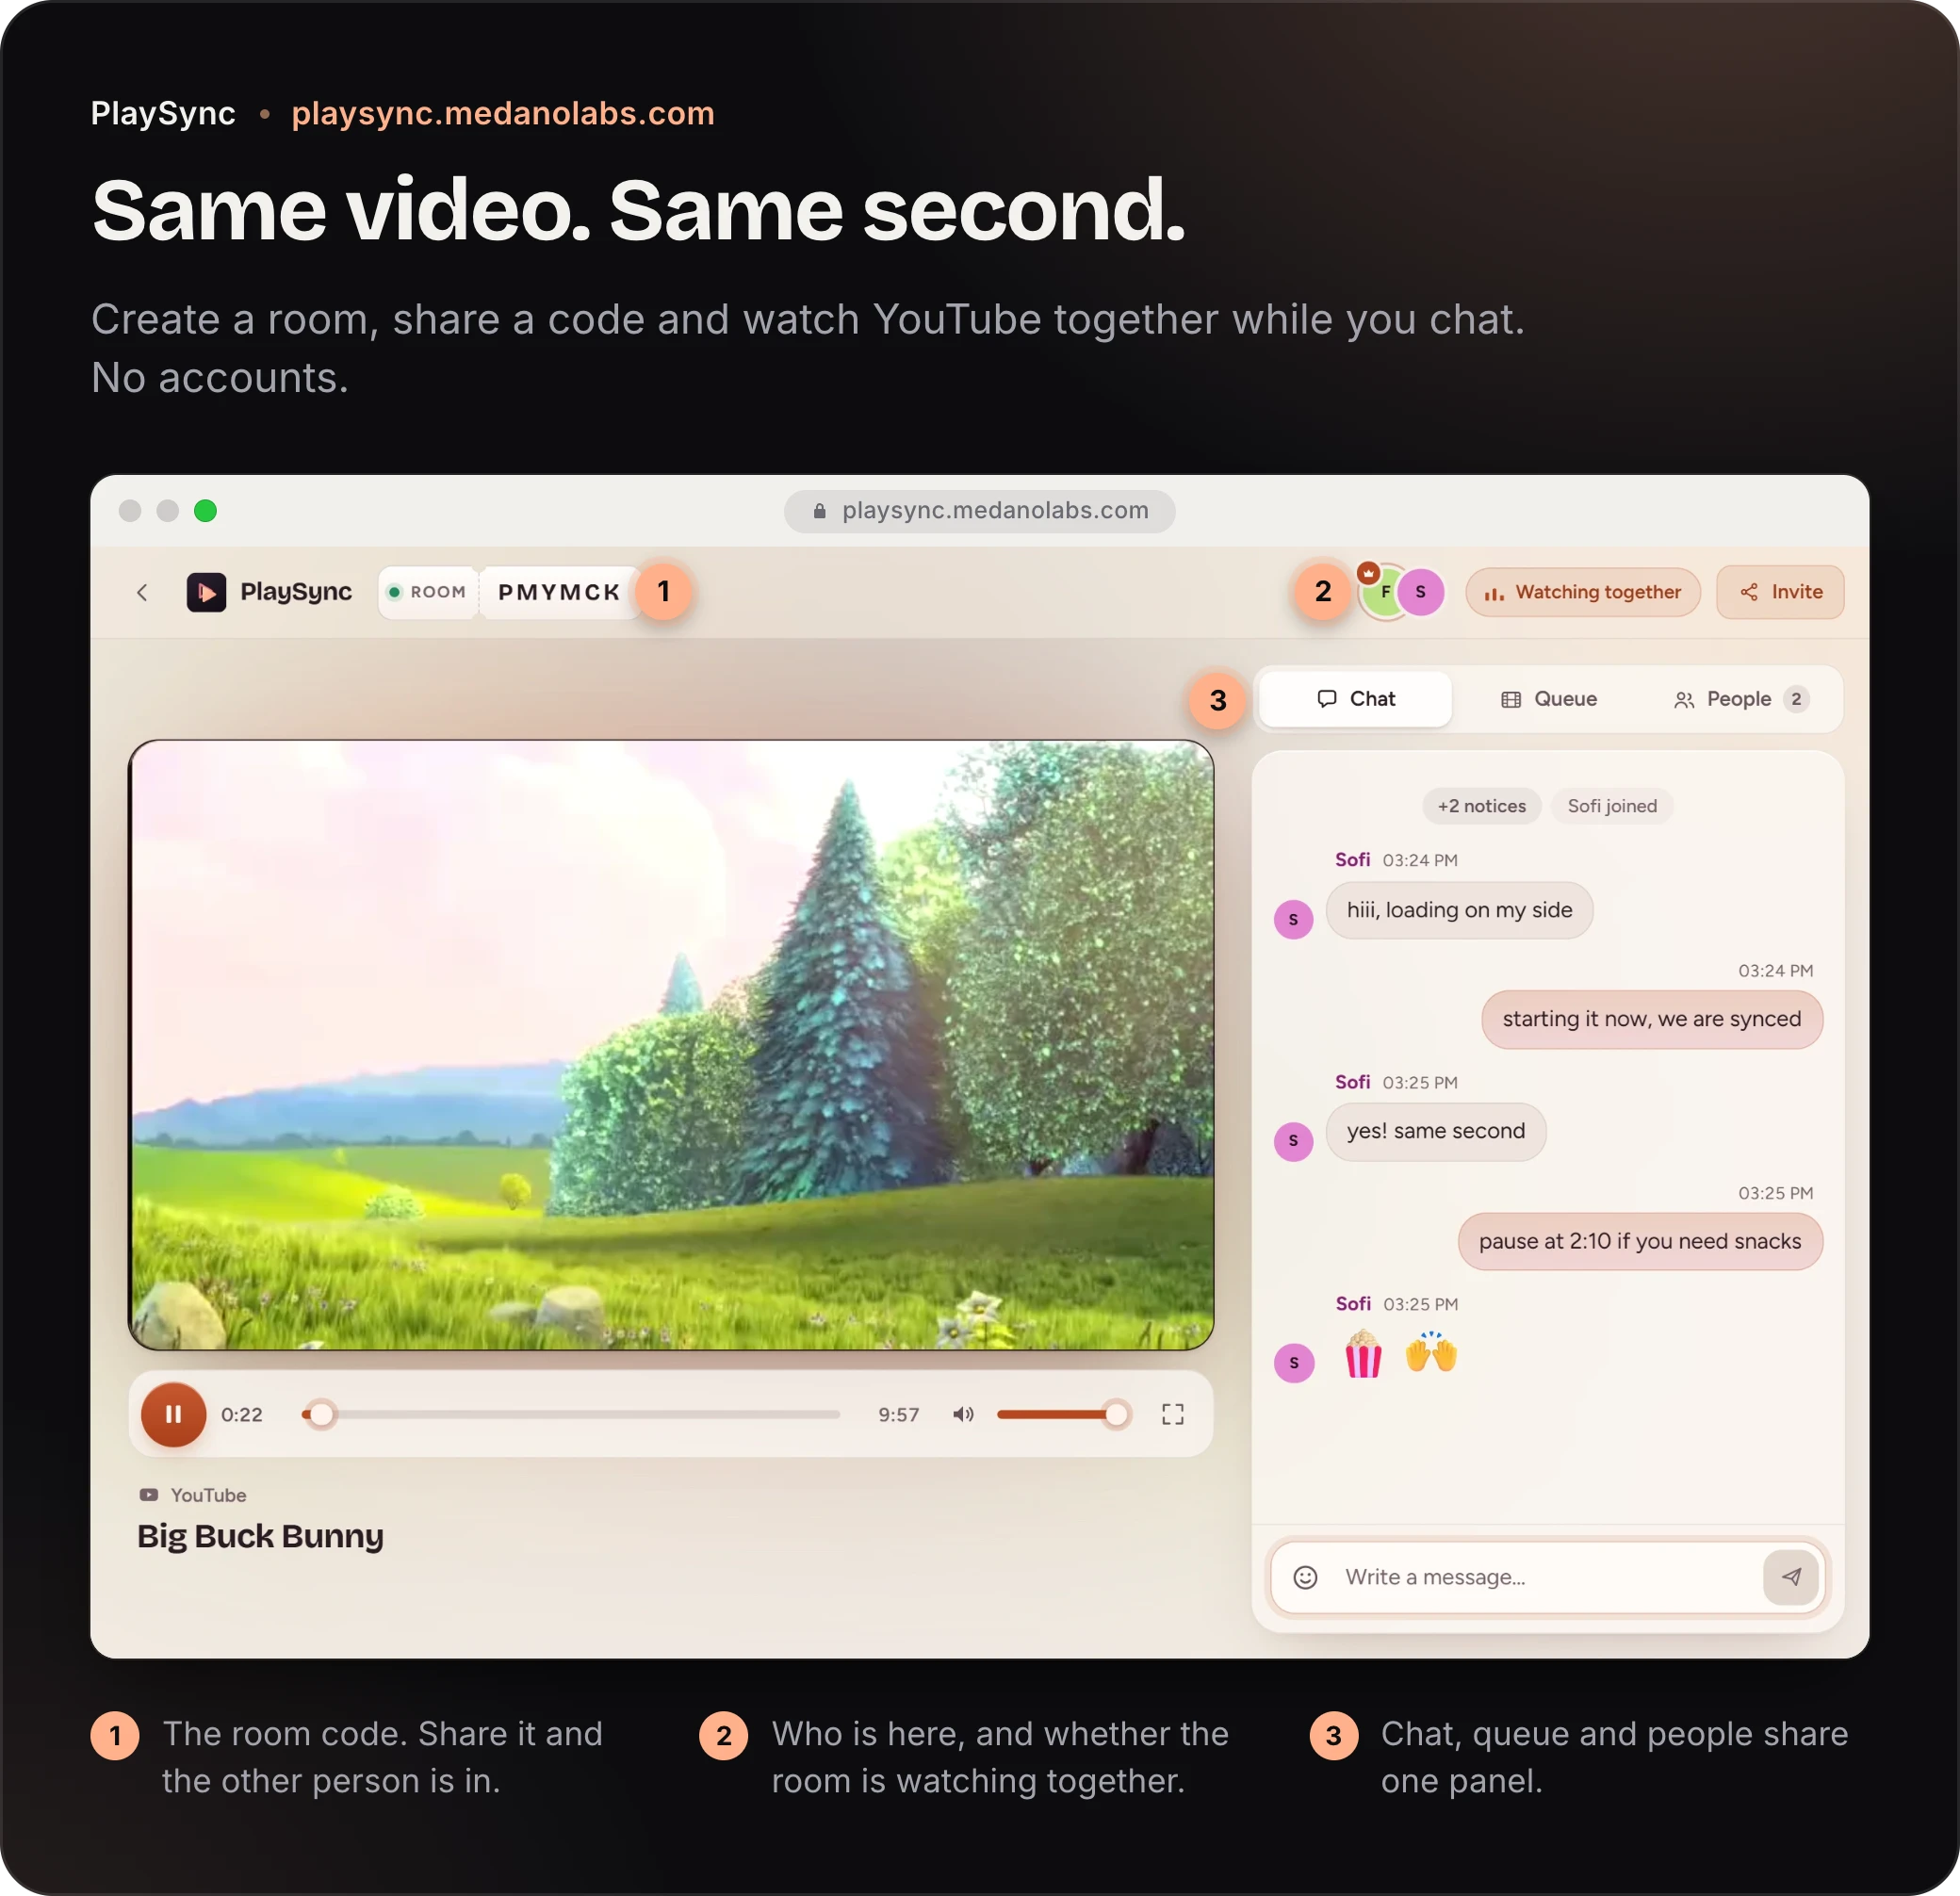 PlaySync • playsync.medanolabs.com
Same video. Same second.
Create a room, share a code and watch YouTube together while you chat.
No accounts.
playsync.medanolabs.com
PlaySync ROOM PMYMCK 1
2 F S Watching together Invite
3 Chat Queue People 2
+2 notices Sofi joined
Sofi 03:24 PM
S hiii, loading on my side
03:24 PM
starting it now, we are synced
Sofi 03:25 PM
S yes! same second
03:25 PM
pause at 2:10 if you need snacks
Sofi 03:25 PM
S 🍿 🙌
0:22 9:57
YouTube
Big Buck Bunny
Write a message...
1 The room code. Share it and
the other person is in.
2 Who is here, and whether the
room is watching together.
3 Chat, queue and people share
one panel.